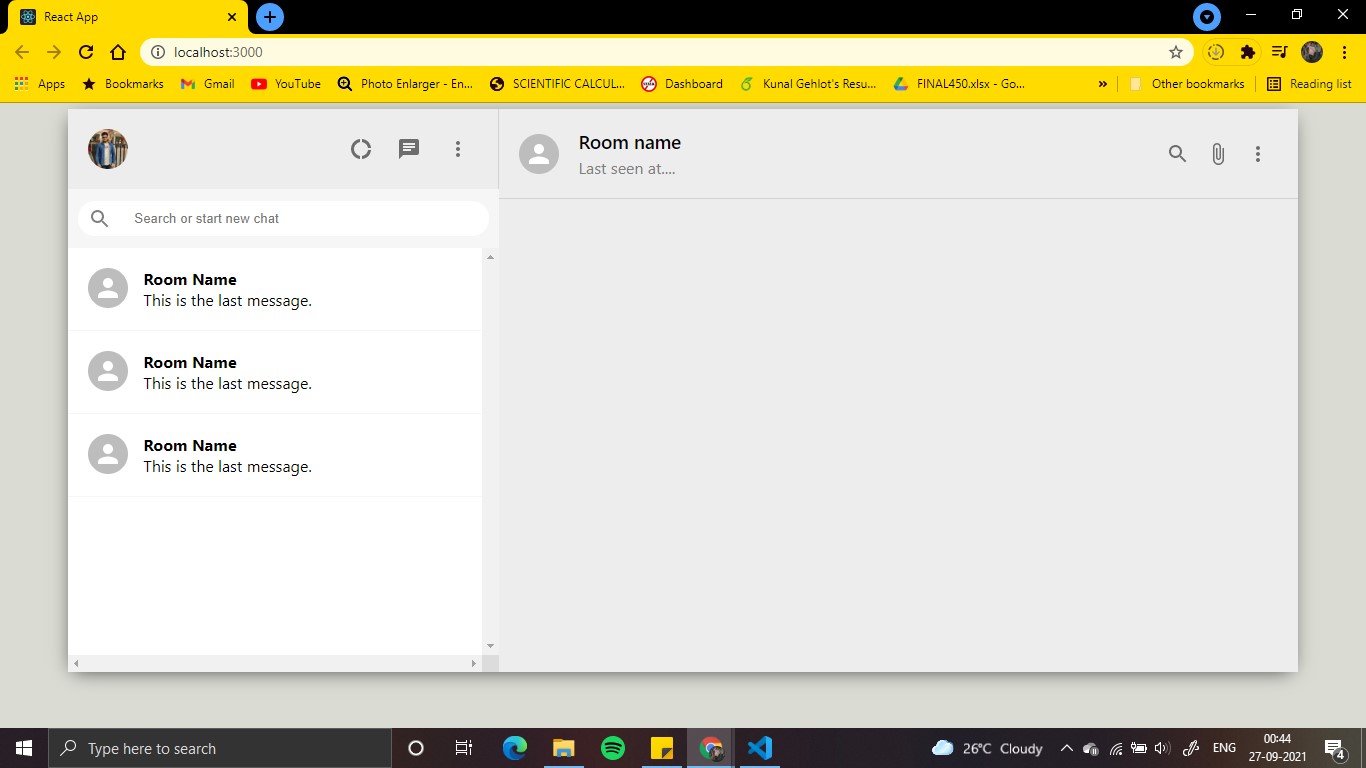 React App
localhost:3000
Apps Bookmarks Gmail YouTube Photo Enlarger - En... SCIENTIFIC CALCUL... Dashboard Kunal Gehlot's Resu... FINAL450.xlsx - Go... » Other bookmarks Reading list
Room name
Last seen at....
Search or start new chat
Room Name
This is the last message.
Room Name
This is the last message.
Room Name
This is the last message.
Type here to search
26°C Cloudy
ENG
00:44
27-09-2021
4